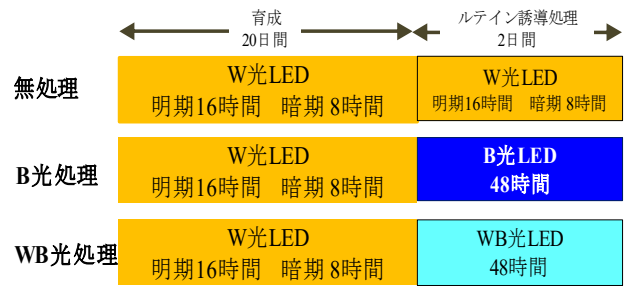 育成
20日間
ルテイン誘導処理
2日間
無処理
W光LED
明期16時間 暗期 8時間
W光LED
明期16時間 暗期 8時間
B光処理
W光LED
明期16時間 暗期 8時間
B光LED
48時間
WB光処理
W光LED
明期16時間 暗期 8時間
WB光LED
48時間